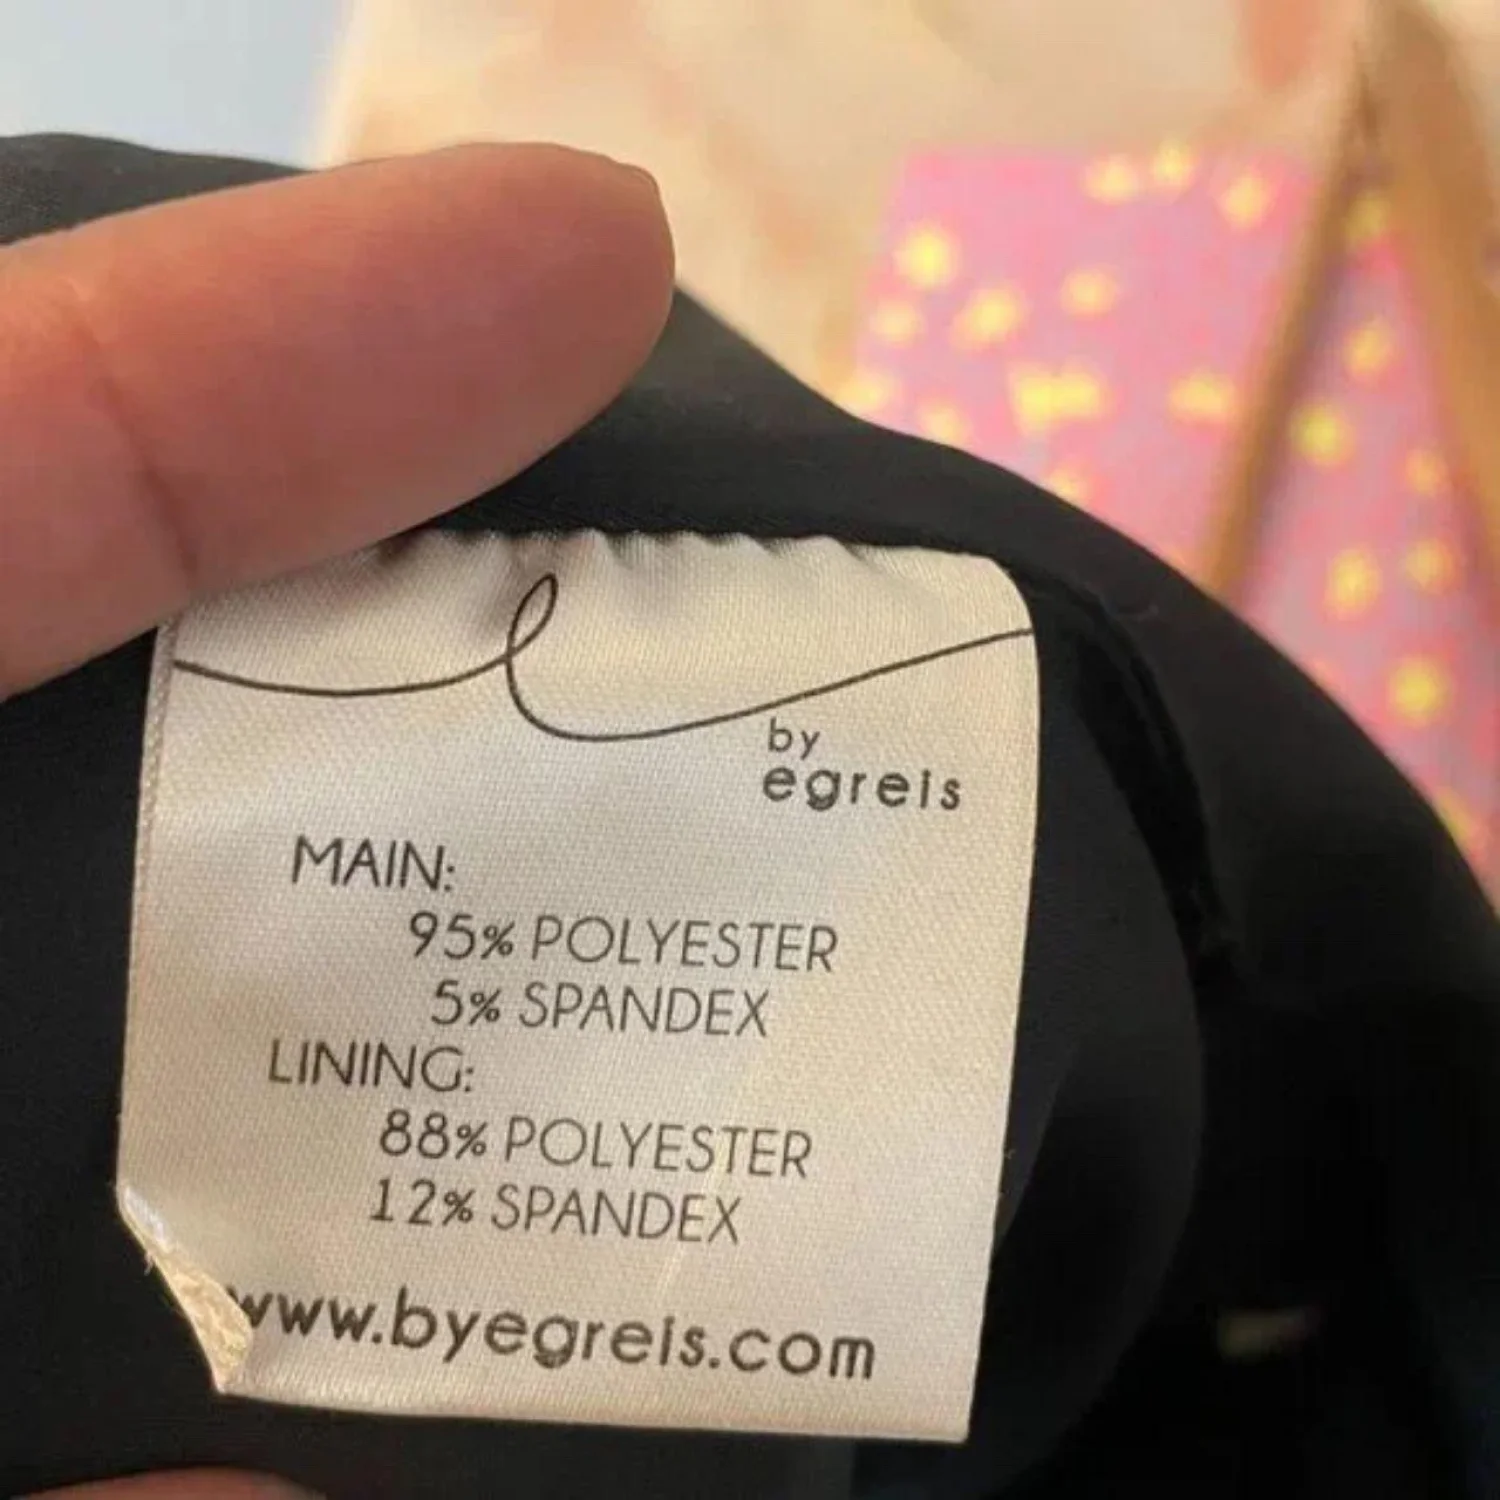 by
egreis
MAIN:
95% POLYESTER
5% SPANDEX
LINING:
88% POLYESTER
12% SPANDEX
www.byegreis.com